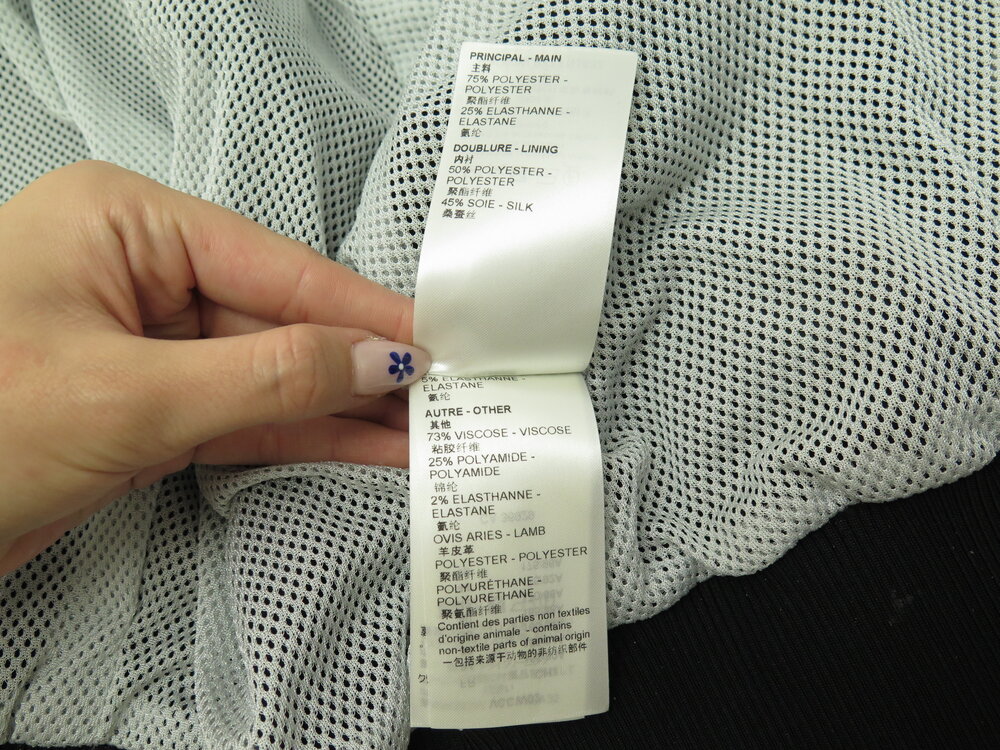 PRINCIPAL - MAIN
主料
75% POLYESTER -
POLYESTER
聚酯纤维
25% ELASTHANNE -
ELASTANE
氨纶
DOUBLURE - LINING
内衬
50% POLYESTER -
POLYESTER
聚酯纤维
45% SOIE - SILK
桑蚕丝
5% ELASTHANNE -
ELASTANE
氨纶
AUTRE - OTHER
其他
73% VISCOSE - VISCOSE
粘胶纤维
25% POLYAMIDE -
POLYAMIDE
锦纶
2% ELASTHANNE -
ELASTANE
氨纶
OVIS ARIES - LAMB
羊皮革
POLYESTER - POLYESTER
聚酯纤维
POLYURÉTHANE -
POLYURETHANE
聚氨酯纤维
Contient des parties non textiles
d'origine animale - contains
non-textile parts of animal origin
一包括来源于动物的非纺织部件